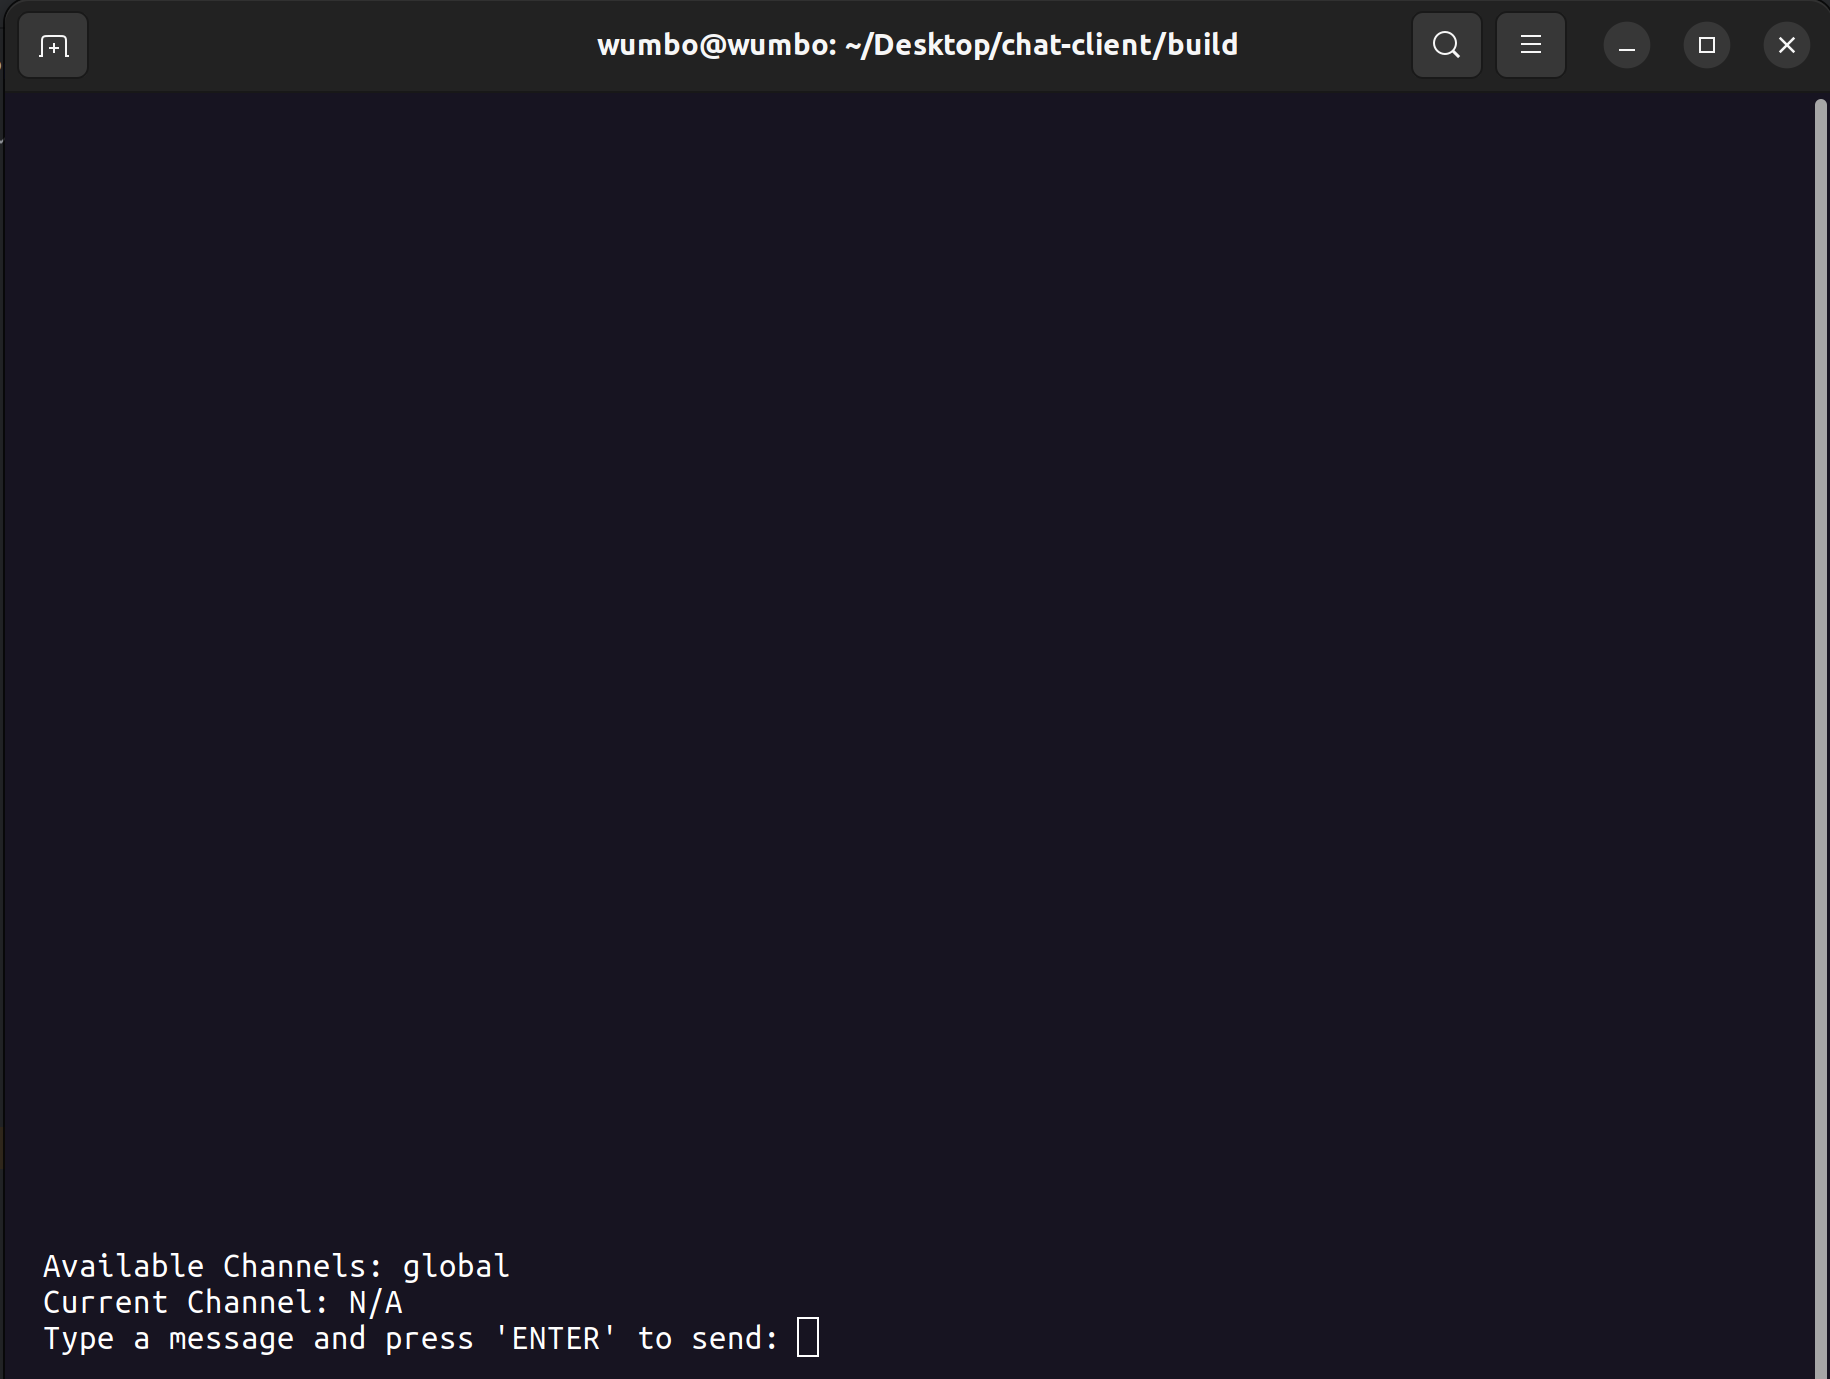 wumbo@wumbo: ~/Desktop/chat-client/build
Available Channels: global
Current Channel: N/A
Type a message and press 'ENTER' to send: